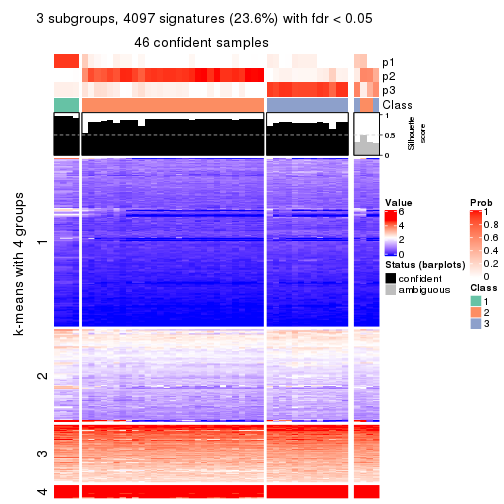 3 subgroups, 4097 signatures (23.6%) with fdr < 0.05
46 confident samples
p1
p2
p3
Class
1
0.5
0
Silhouette
score
k-means with 4 groups
1
2
3
4
Value
6
4
2
0
Status (barplots)
confident
ambiguous
Prob
1
0.8
0.6
0.4
0.2
0
Class
1
2
3